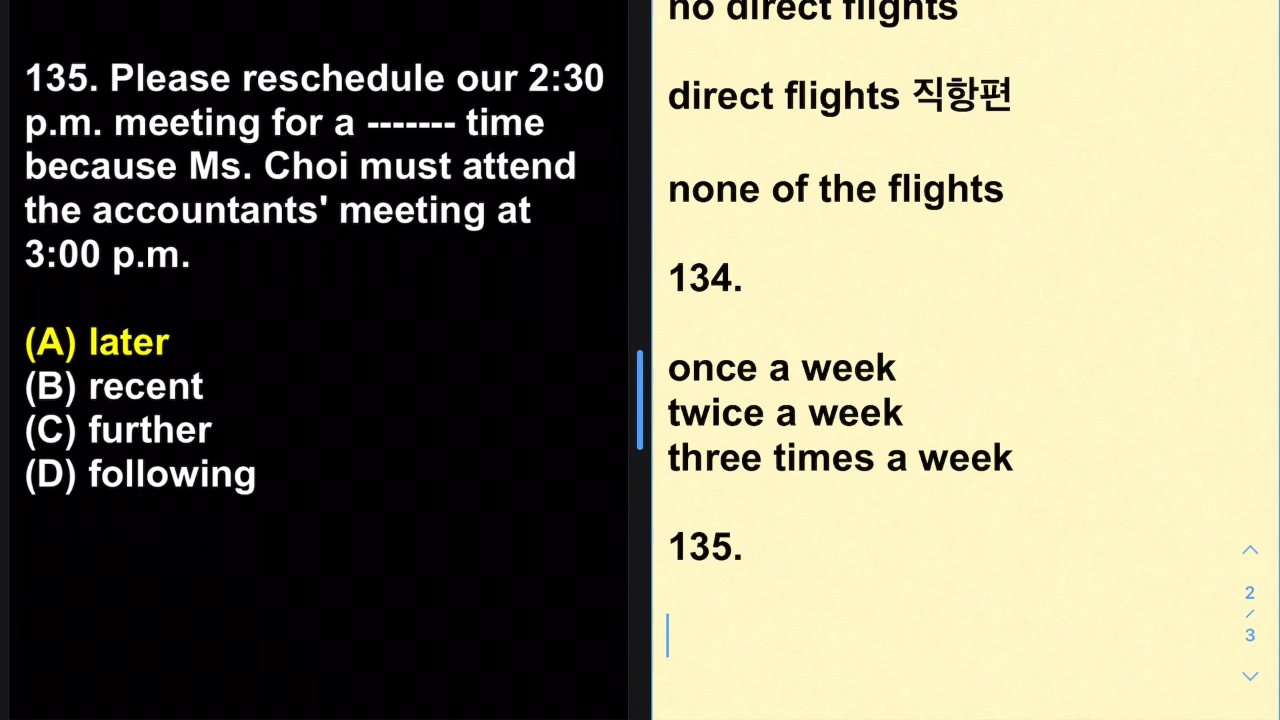 135. Please reschedule our 2:30
p.m. meeting for a ------- time
because Ms. Choi must attend
the accountants' meeting at
3:00 p.m.
(A) later
(B) recent
(C) further
(D) following
no direct flights
direct flights 직항편
none of the flights
134.
once a week
twice a week
three times a week
135.
2
/
3